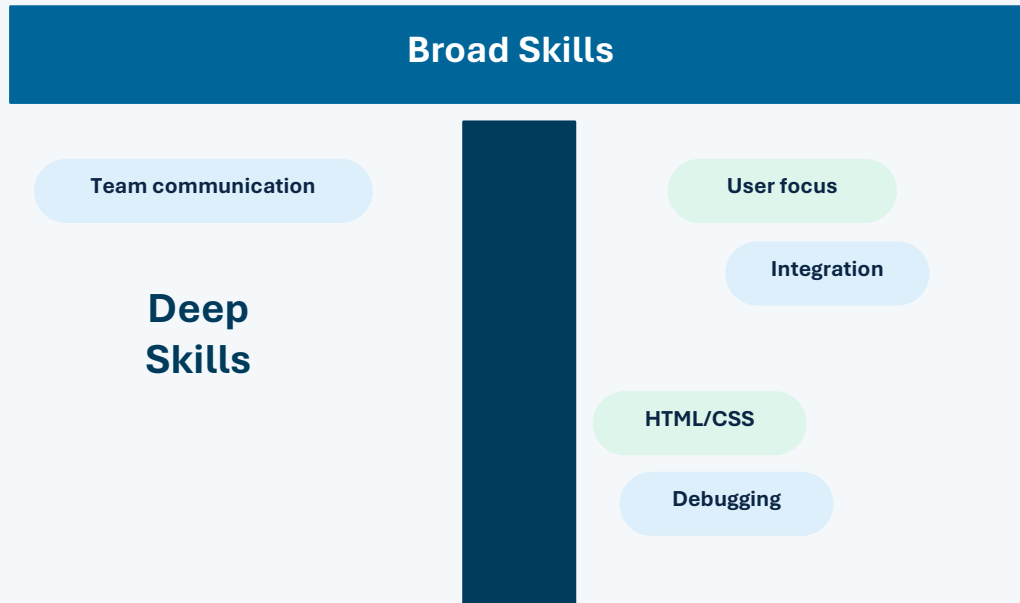 Broad Skills
Team communication
User focus
Integration
Deep
Skills
HTML/CSS
Debugging